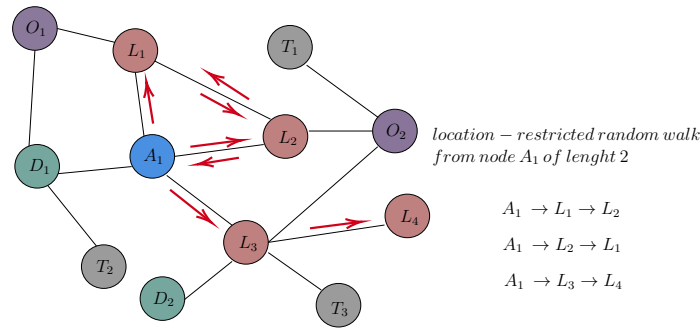 O₁
L₁
T₁
L₂
O₂
A₁
D₁
L₃
L₄
T₂
D₂
T₃
location − restricted random walk
from node A₁ of lenght 2
A₁ → L₁ → L₂
A₁ → L₂ → L₁
A₁ → L₃ → L₄